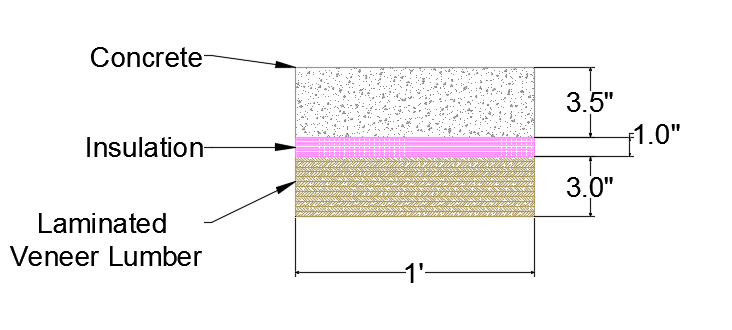 Concrete
3.5"
1.0"
Insulation
3.0"
Laminated
Veneer Lumber
1'